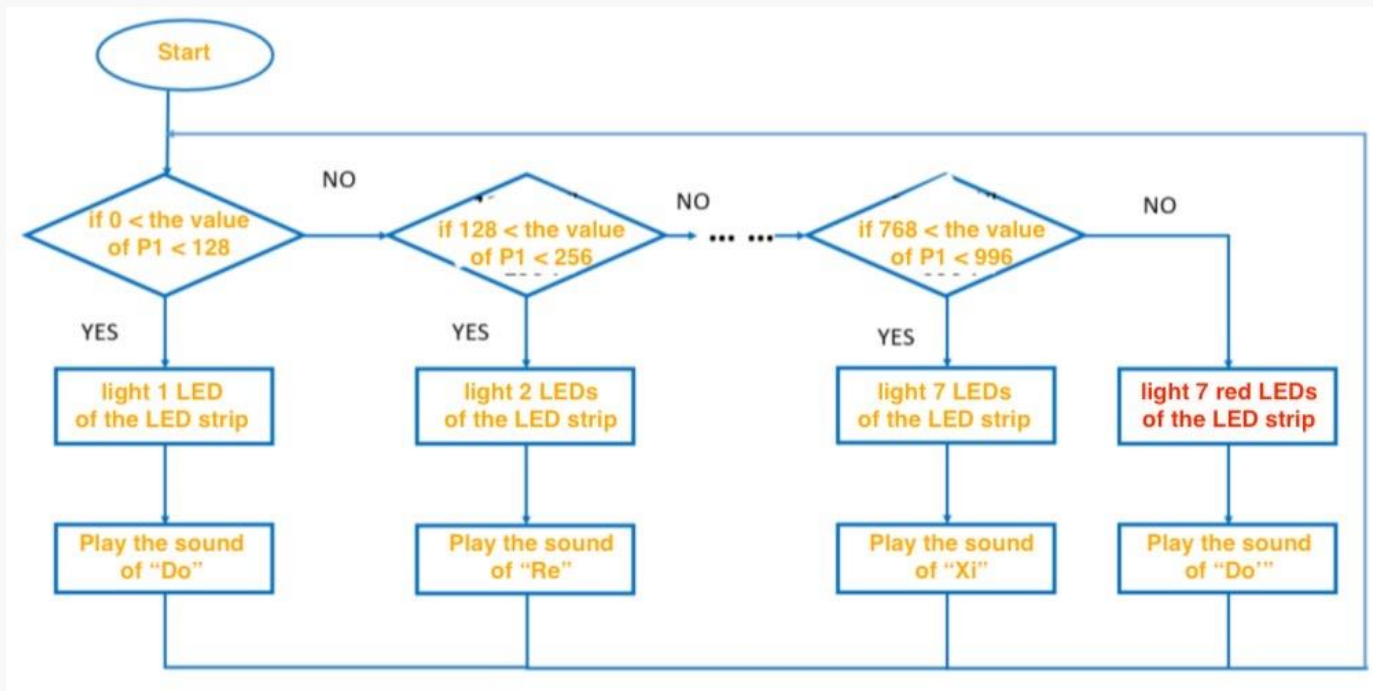 Start
NO
if 0 < the value
of P1 < 128
NO
if 128 < the value
of P1 < 256
... ...
NO
if 768 < the value
of P1 < 996
YES
YES
YES
light 1 LED
of the LED strip
light 2 LEDs
of the LED strip
light 7 LEDs
of the LED strip
light 7 red LEDs
of the LED strip
Play the sound
of “Do”
Play the sound
of “Re”
Play the sound
of “Xi”
Play the sound
of “Do’”